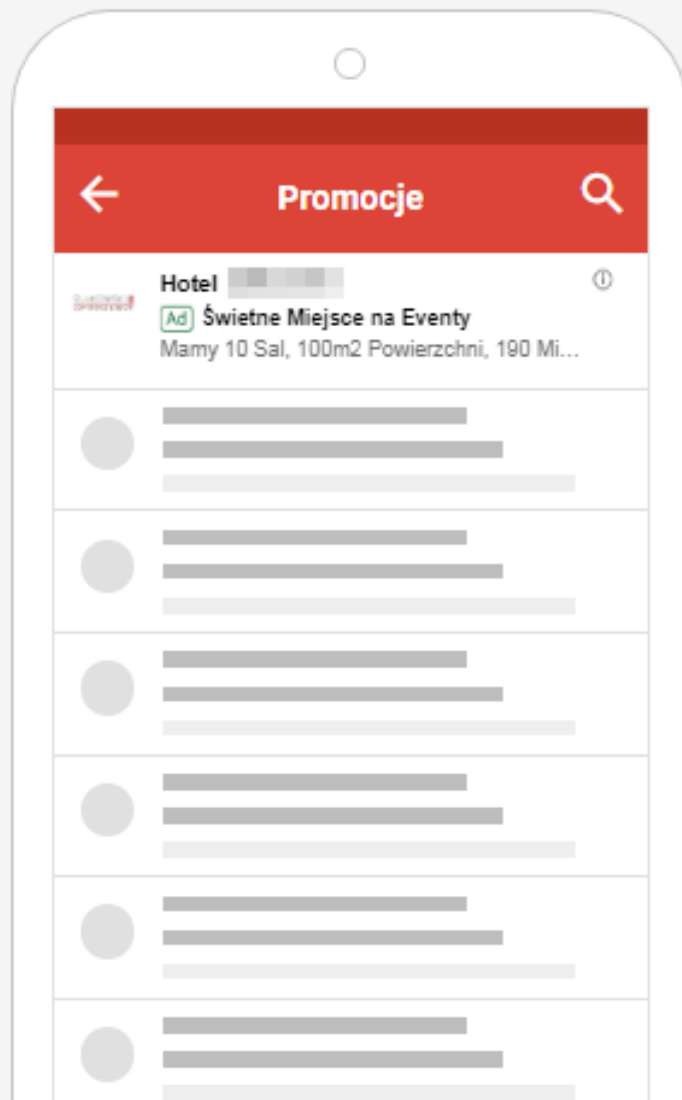 Promocje
Hotel
Ad Świetne Miejsce na Eventy
Mamy 10 Sal, 100m2 Powierzchni, 190 Mi...